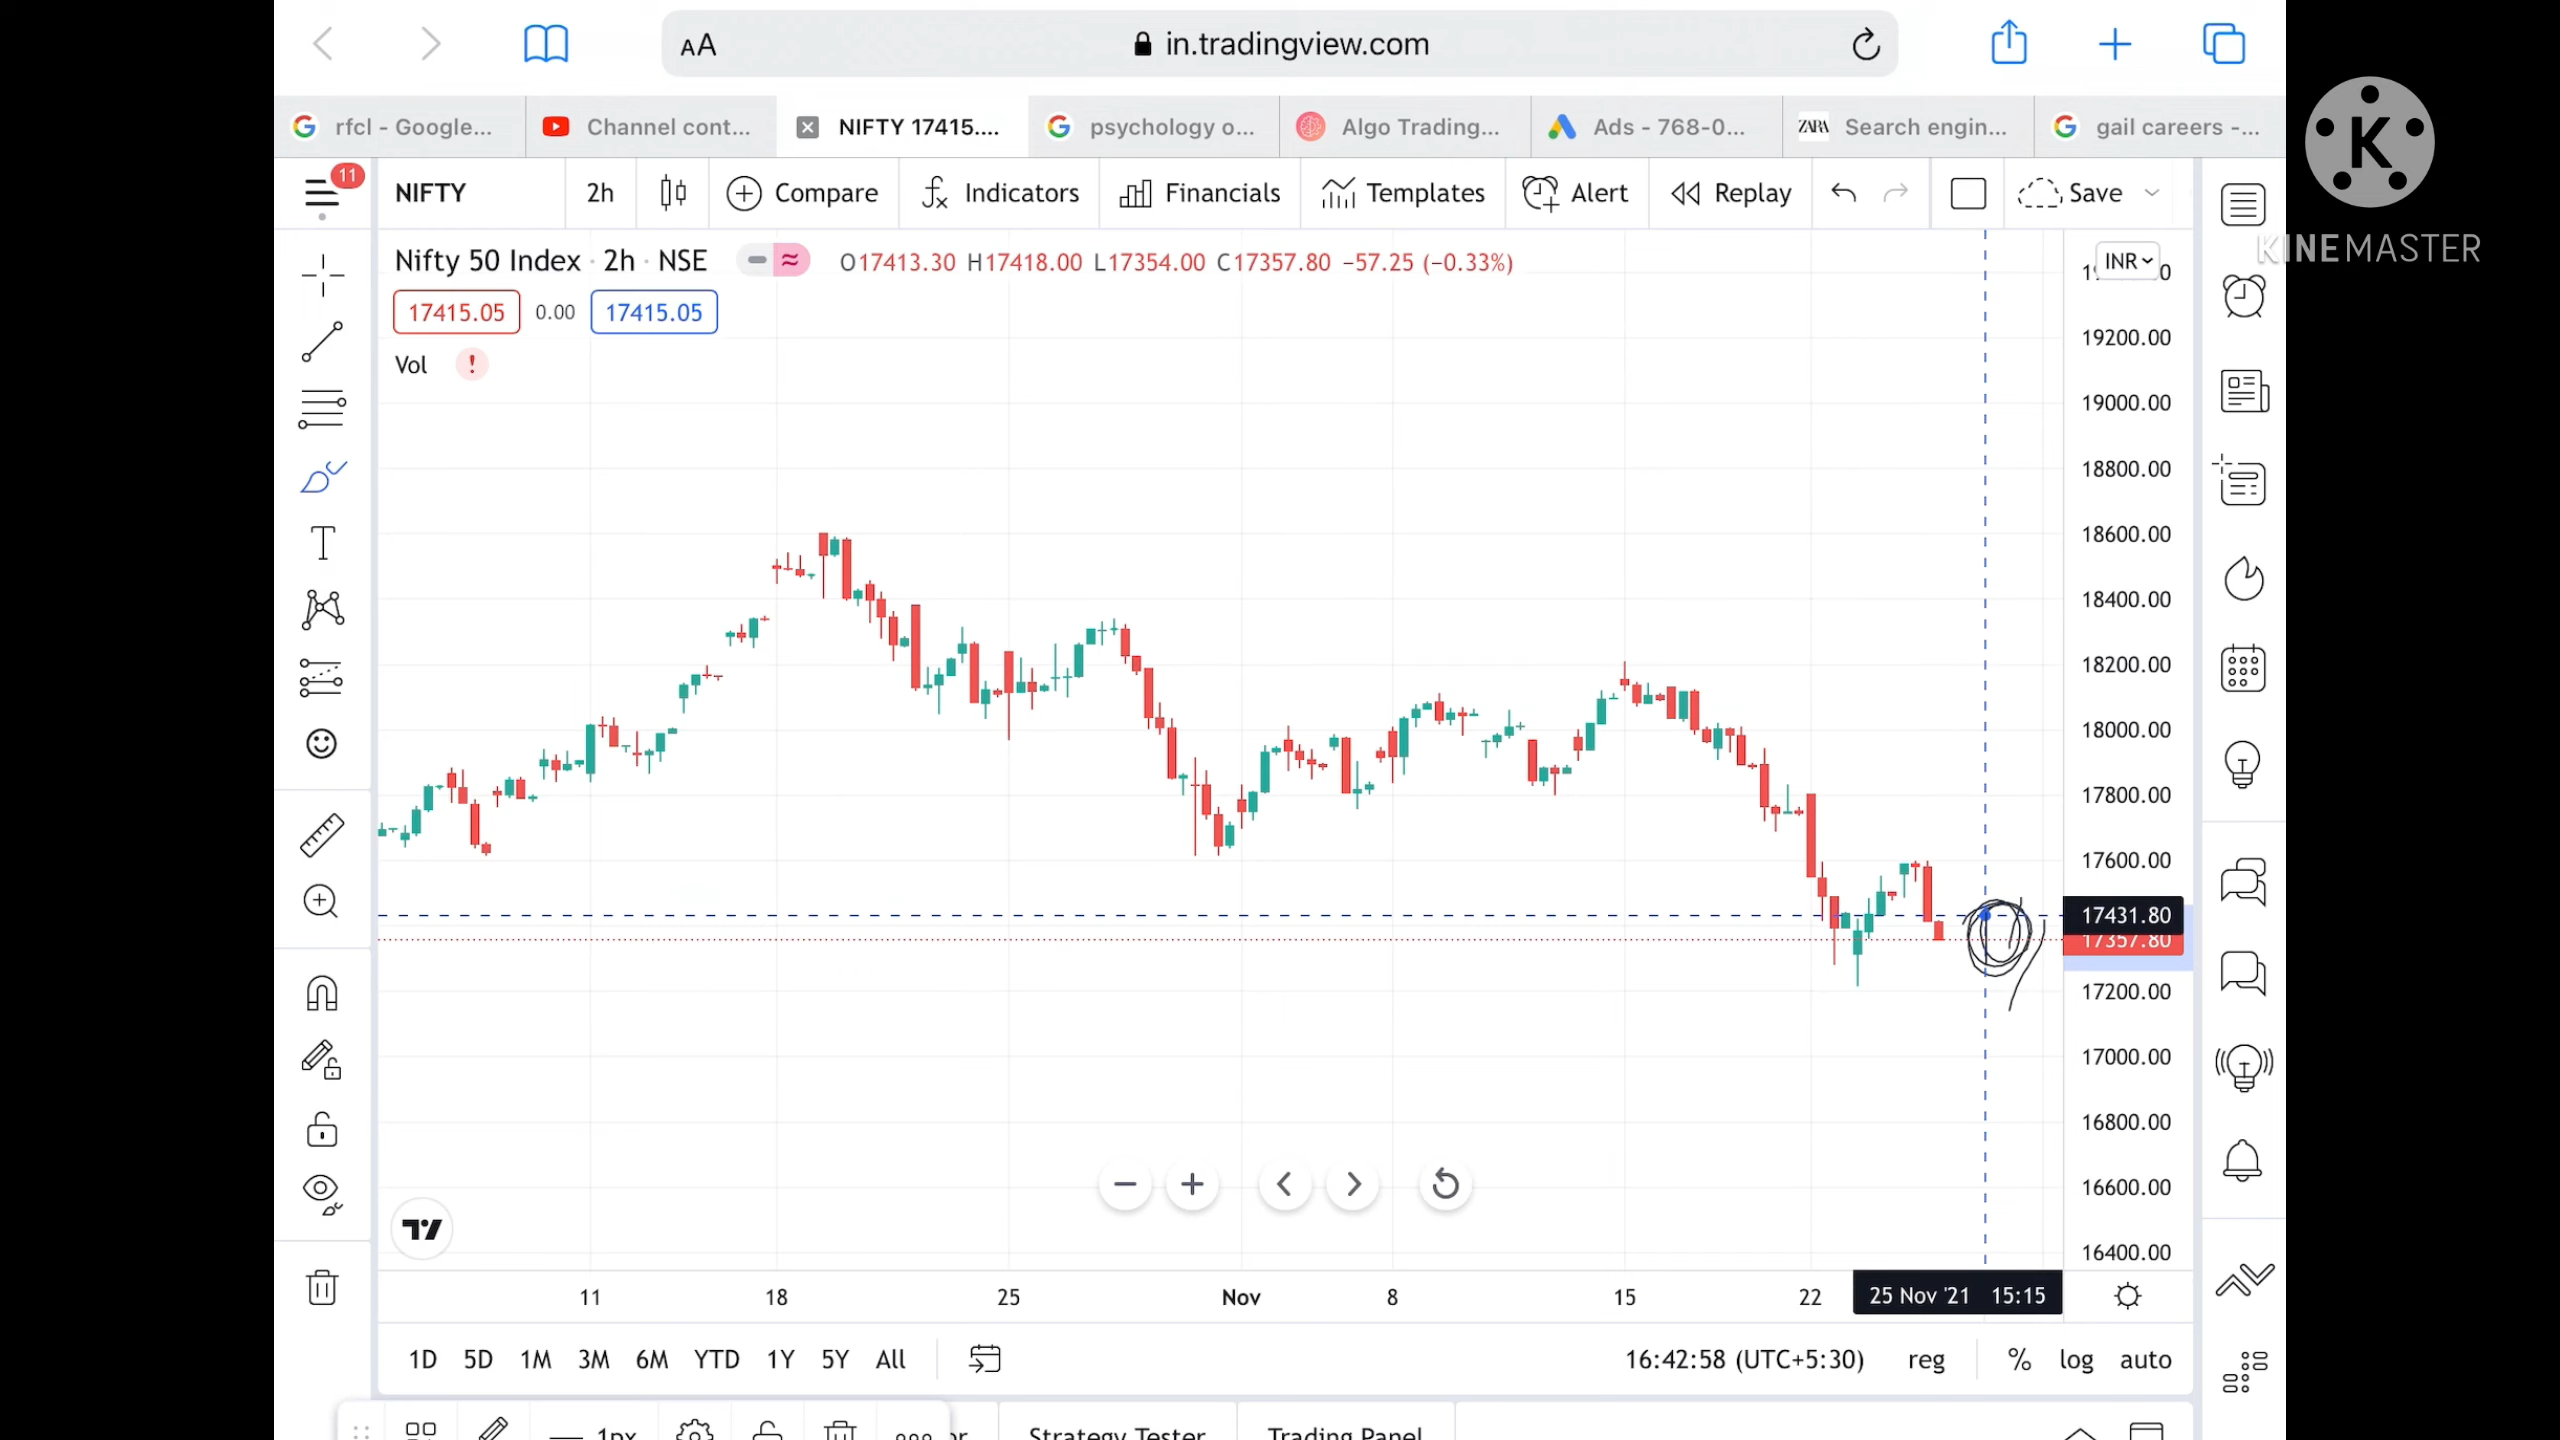 AA
in.tradingview.com
rfcl - Google...
Channel cont...
NIFTY 17415....
psychology o...
Algo Trading...
Ads - 768-0...
ZARA
Search engin...
gail careers -...
K
KINEMASTER
11
NIFTY
2h
Compare
Indicators
Financials
Templates
Alert
Replay
Save
Nifty 50 Index · 2h · NSE
O17413.30 H17418.00 L17354.00 C17357.80 −57.25 (−0.33%)
INR
17415.05
0.00
17415.05
Vol
19200.00
19000.00
18800.00
18600.00
18400.00
18200.00
18000.00
17800.00
17600.00
17431.80
17357.80
17200.00
17000.00
16800.00
16600.00
16400.00
11
18
25
Nov
8
15
22
25 Nov '21 15:15
1D
5D
1M
3M
6M
YTD
1Y
5Y
All
16:42:58 (UTC+5:30)
reg
%
log
auto
1px
Strategy Tester
Trading Panel